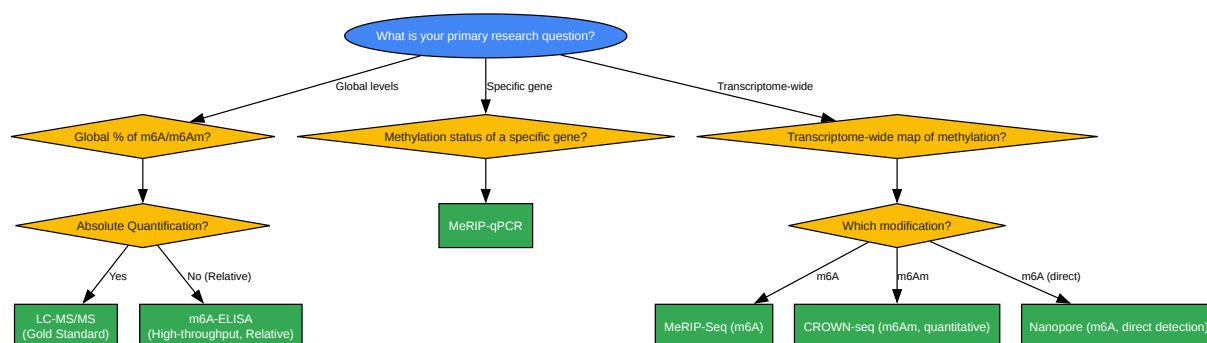 What is your primary research question?
Global levels
Specific gene
Transcriptome-wide
Global % of m6A/m6Am?
Methylation status of a specific gene?
Transcriptome-wide map of methylation?
Absolute Quantification?
MeRIP-qPCR
Which modification?
Yes
No (Relative)
m6A
m6Am
m6A (direct)
LC-MS/MS
(Gold Standard)
m6A-ELISA
(High-throughput, Relative)
MeRIP-Seq (m6A)
CROWN-seq (m6Am, quantitative)
Nanopore (m6A, direct detection)